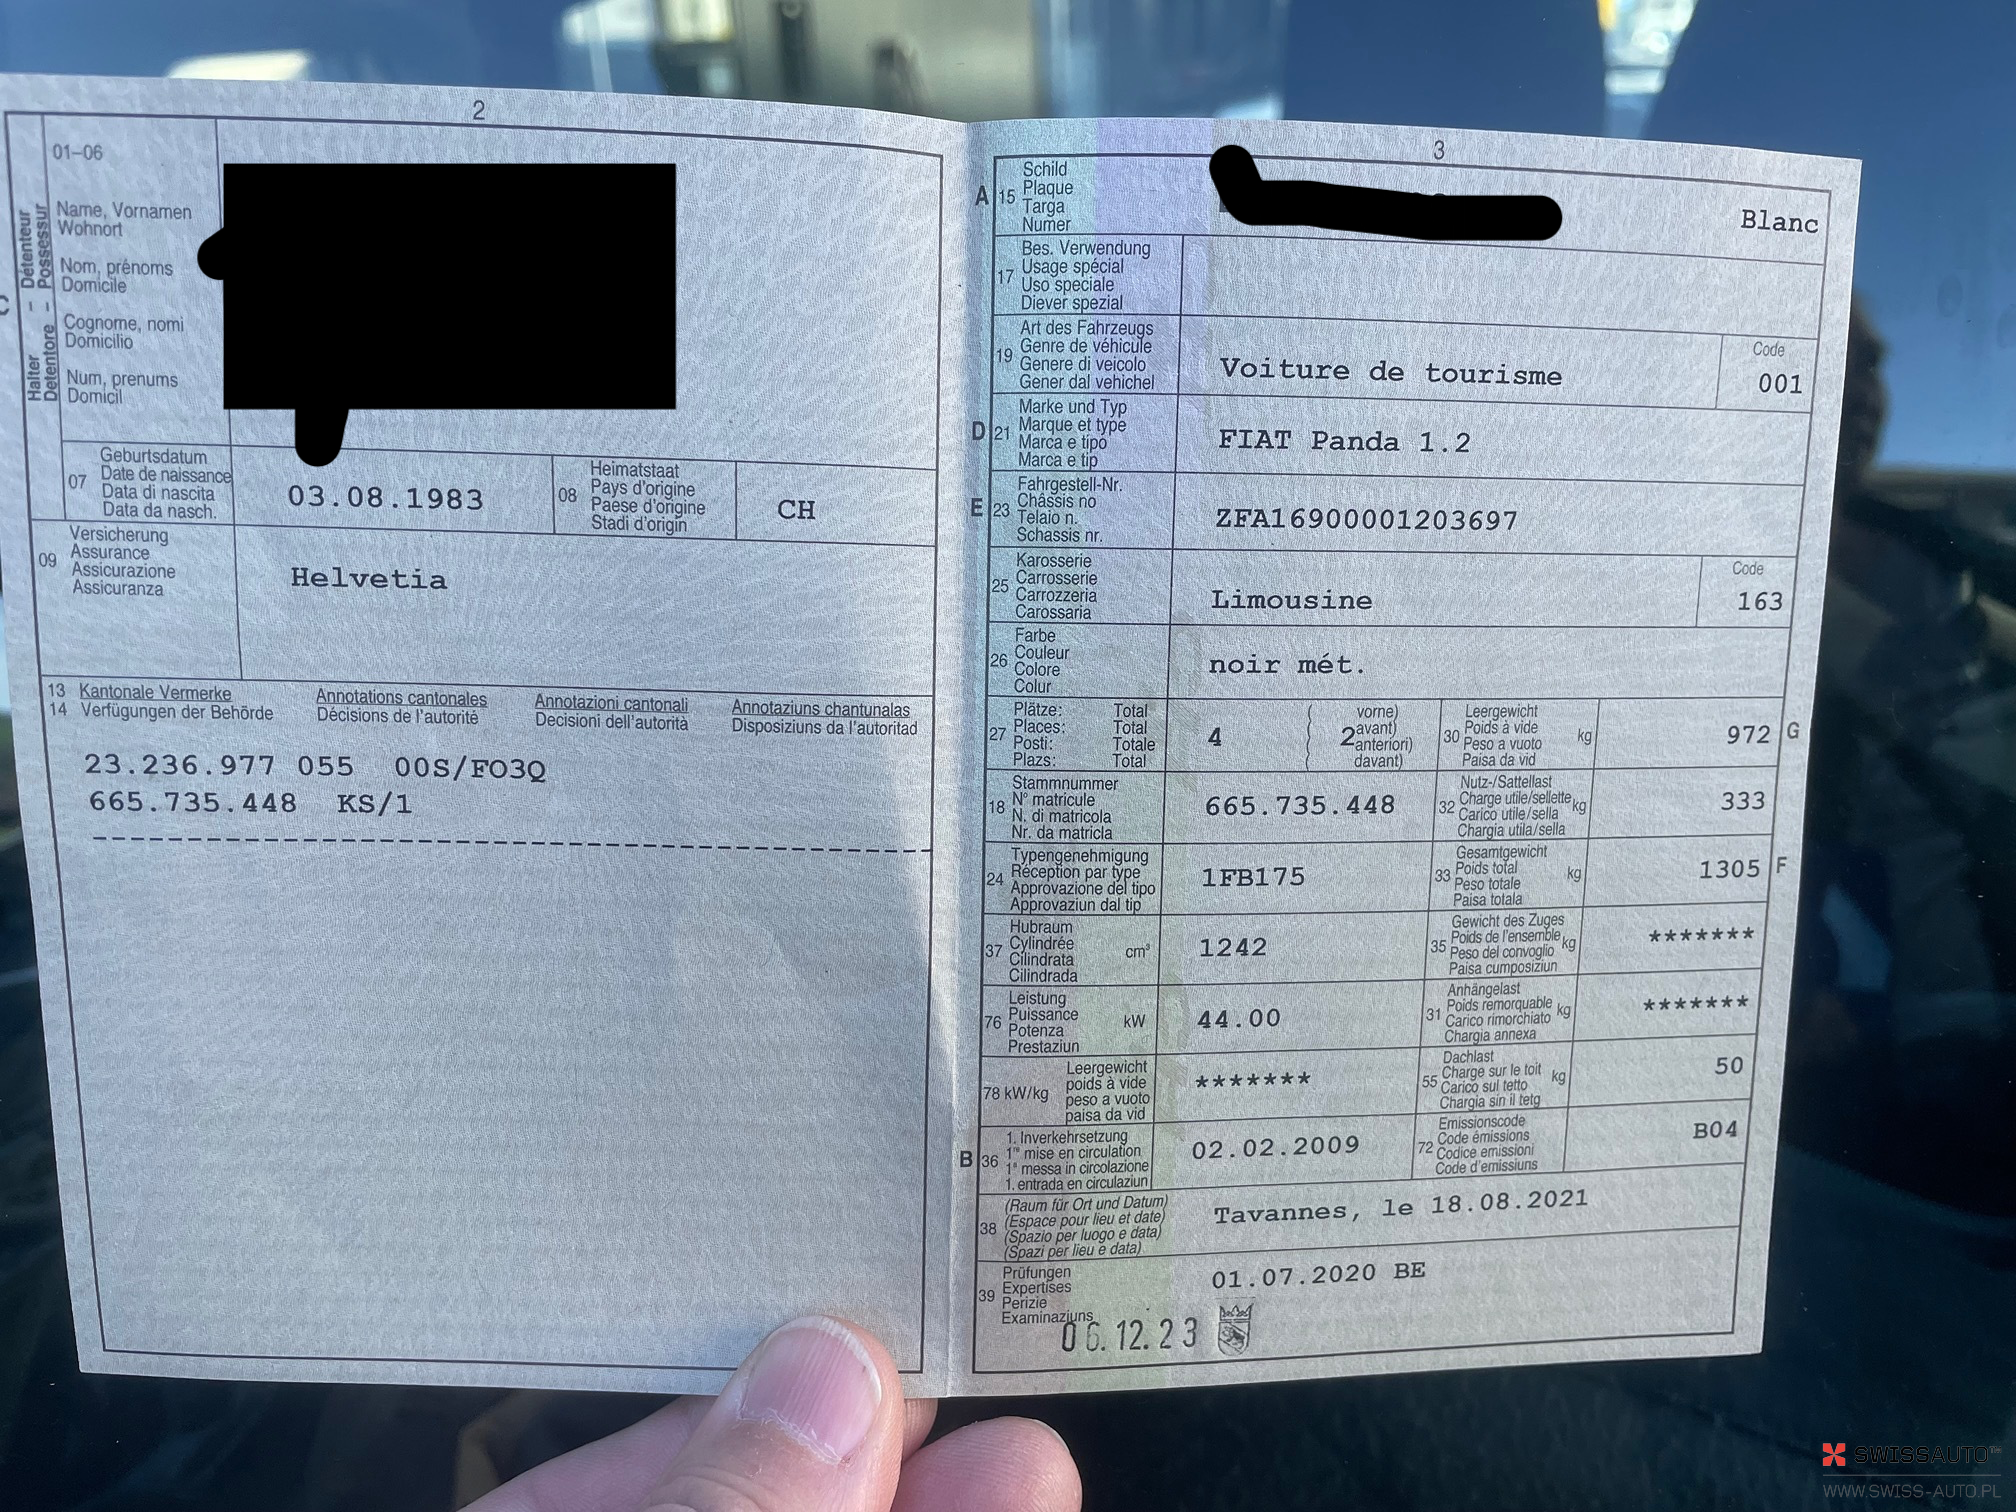 2
01–06
Halter – Détenteur
Detentore – Possessur
Name, Vornamen
Wohnort
Nom, prénoms
Domicile
Cognome, nomi
Domicilio
Num, prenums
Domicil
07
Geburtsdatum
Date de naissance
Data di nascita
Data da nasch.
03.08.1983
08
Heimatstaat
Pays d'origine
Paese d'origine
Stadi d'origin
CH
09
Versicherung
Assurance
Assicurazione
Assicuranza
Helvetia
13 Kantonale Vermerke Annotations cantonales Annotazioni cantonali Annotaziuns chantunalas
14 Verfügungen der Behörde Décisions de l'autorité Decisioni dell'autorità Disposiziuns da l'autoritad
23.236.977 055 00S/FO3Q
665.735.448 KS/1
3
A 15
Schild
Plaque
Targa
Numer
Blanc
17
Bes. Verwendung
Usage spécial
Uso speciale
Diever spezial
19
Art des Fahrzeugs
Genre de véhicule
Genere di veicolo
Gener dal vehichel
Voiture de tourisme
Code
001
D 21
Marke und Typ
Marque et type
Marca e tipo
Marca e tip
FIAT Panda 1.2
E 23
Fahrgestell-Nr.
Châssis no
Telaio n.
Schassis nr.
ZFA16900001203697
25
Karosserie
Carrosserie
Carrozzeria
Carossaria
Limousine
Code
163
26
Farbe
Couleur
Colore
Colur
noir mét.
27
Plätze: Total
Places: Total
Posti: Totale
Plazs: Total
4
( 2 vorne)
avant)
anteriori)
davant)
30
Leergewicht
Poids à vide
Peso a vuoto
Paisa da vid
kg
972 G
18
Stammnummer
N° matricule
N. di matricola
Nr. da matricla
665.735.448
32
Nutz-/Sattellast
Charge utile/sellette
Carico utile/sella
Chargia utila/sella
kg
333
24
Typengenehmigung
Réception par type
Approvazione del tipo
Approvaziun dal tip
1FB175
33
Gesamtgewicht
Poids total
Peso totale
Paisa totala
kg
1305 F
37
Hubraum
Cylindrée
Cilindrata
Cilindrada
cm³
1242
35
Gewicht des Zuges
Poids de l'ensemble
Peso del convoglio
Paisa cumposiziun
kg
*******
76
Leistung
Puissance
Potenza
Prestaziun
kW
44.00
31
Anhängelast
Poids remorquable
Carico rimorchiato
Chargia annexa
kg
*******
78 kW/kg
Leergewicht
poids à vide
peso a vuoto
paisa da vid
*******
55
Dachlast
Charge sur le toit
Carico sul tetto
Chargia sin il tetg
kg
50
B 36
1. Inverkehrsetzung
1re mise en circulation
1a messa in circolazione
1. entrada en circulaziun
02.02.2009
72
Emissionscode
Code émissions
Codice emissioni
Code d'emissiuns
B04
38
(Raum für Ort und Datum)
(Espace pour lieu et date)
(Spazio per luogo e data)
(Spazi per lieu e data)
Tavannes, le 18.08.2021
39
Prüfungen
Expertises
Perizie
Examinaziuns
01.07.2020 BE
06.12.23
SWISSAUTO
WWW.SWISS-AUTO.PL